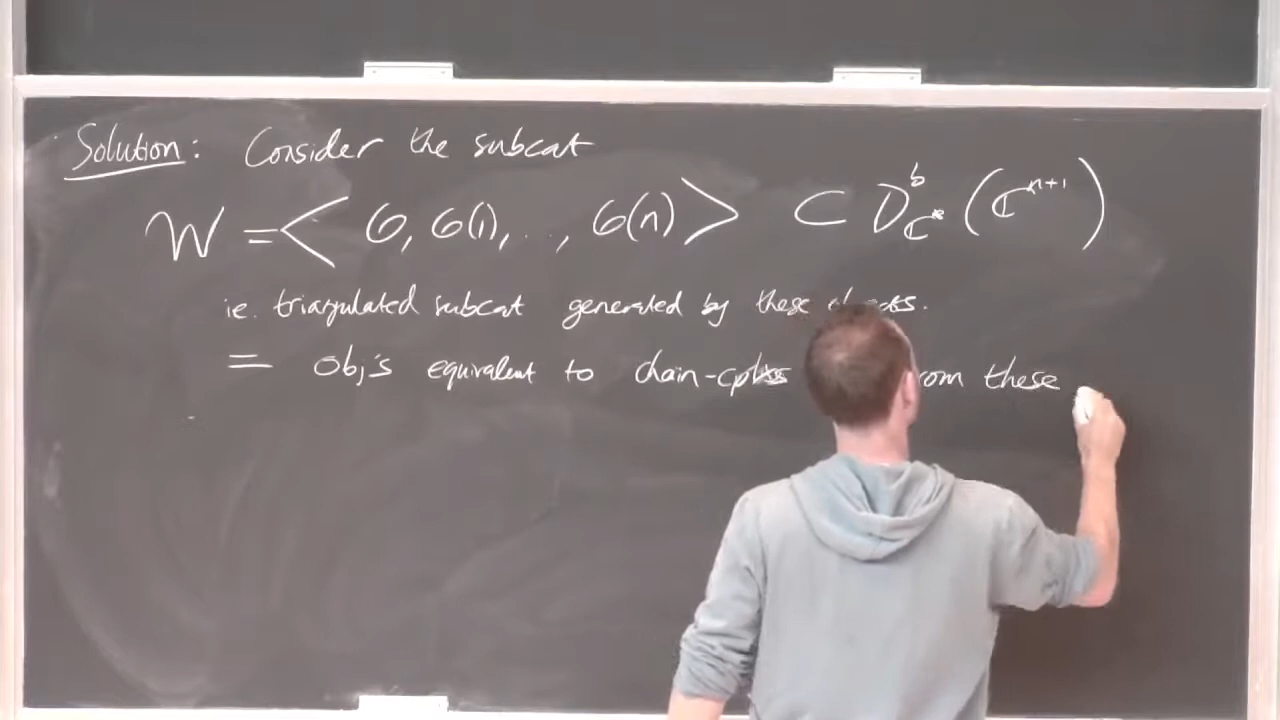 Solution: Consider the subcat
W = < O, O(1), .., O(n) > ⊂ D^b_{C*} (C^{n+1})
ie. triangulated subcat generated by these
= Obj's equivalent to chain-cplxs these